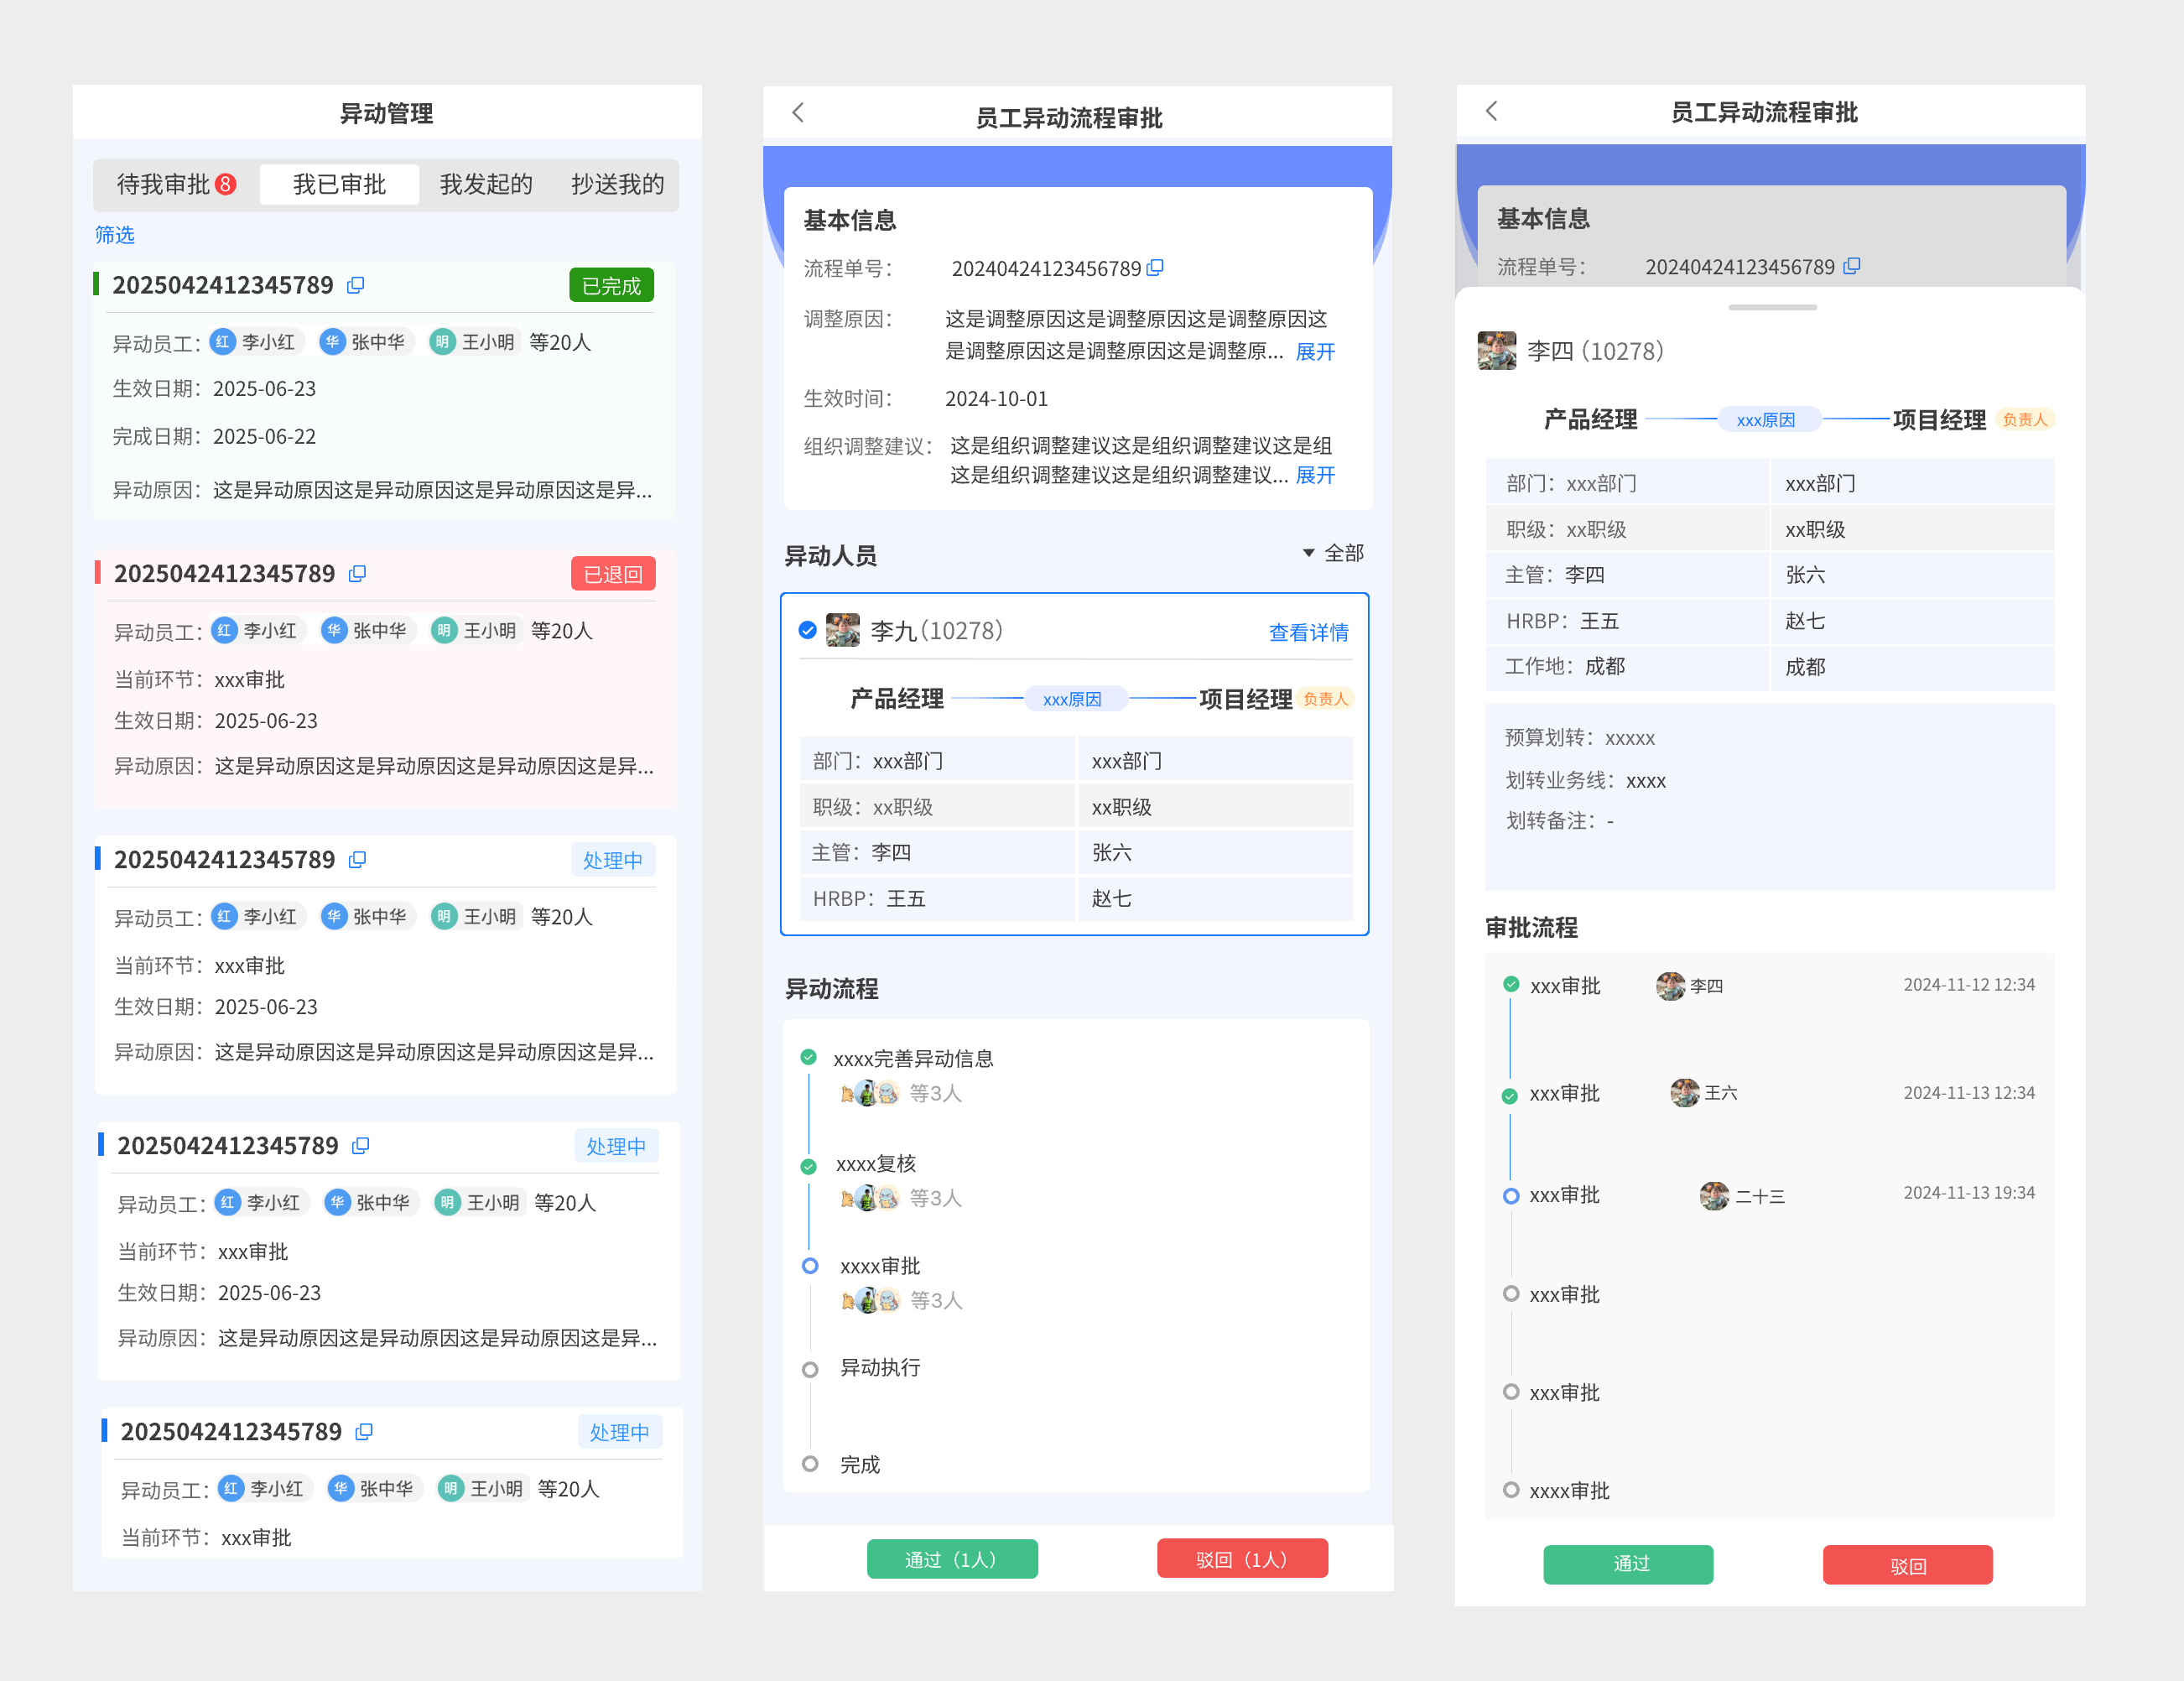 异动管理
待我审批 8 我已审批 我发起的 抄送我的
筛选
2025042412345789 已完成
异动员工： 红 李小红 华 张中华 明 王小明 等20人
生效日期：2025-06-23
完成日期：2025-06-22
异动原因：这是异动原因这是异动原因这是异动原因这是异...
2025042412345789 已退回
异动员工： 红 李小红 华 张中华 明 王小明 等20人
当前环节：xxx审批
生效日期：2025-06-23
异动原因：这是异动原因这是异动原因这是异动原因这是异...
2025042412345789 处理中
异动员工： 红 李小红 华 张中华 明 王小明 等20人
当前环节：xxx审批
生效日期：2025-06-23
异动原因：这是异动原因这是异动原因这是异动原因这是异...
2025042412345789 处理中
异动员工： 红 李小红 华 张中华 明 王小明 等20人
当前环节：xxx审批
生效日期：2025-06-23
异动原因：这是异动原因这是异动原因这是异动原因这是异...
2025042412345789 处理中
异动员工： 红 李小红 华 张中华 明 王小明 等20人
当前环节：xxx审批
员工异动流程审批
基本信息
流程单号： 20240424123456789
调整原因： 这是调整原因这是调整原因这是调整原因这
是调整原因这是调整原因这是调整原... 展开
生效时间： 2024-10-01
组织调整建议： 这是组织调整建议这是组织调整建议这是组
这是组织调整建议这是组织调整建议... 展开
异动人员 全部
李九（10278） 查看详情
产品经理 xxx原因 项目经理 负责人
部门：xxx部门 xxx部门
职级：xx职级 xx职级
主管：李四 张六
HRBP：王五 赵七
异动流程
xxxx完善异动信息
等3人
xxxx复核
等3人
xxxx审批
等3人
异动执行
完成
通过（1人） 驳回（1人）
员工异动流程审批
基本信息
流程单号： 20240424123456789
李四（10278）
产品经理 xxx原因 项目经理 负责人
部门：xxx部门 xxx部门
职级：xx职级 xx职级
主管：李四 张六
HRBP：王五 赵七
工作地：成都 成都
预算划转：xxxxx
划转业务线：xxxx
划转备注：-
审批流程
xxx审批 李四 2024-11-12 12:34
xxx审批 王六 2024-11-13 12:34
xxx审批 二十三 2024-11-13 19:34
xxx审批
xxx审批
xxxx审批
通过 驳回